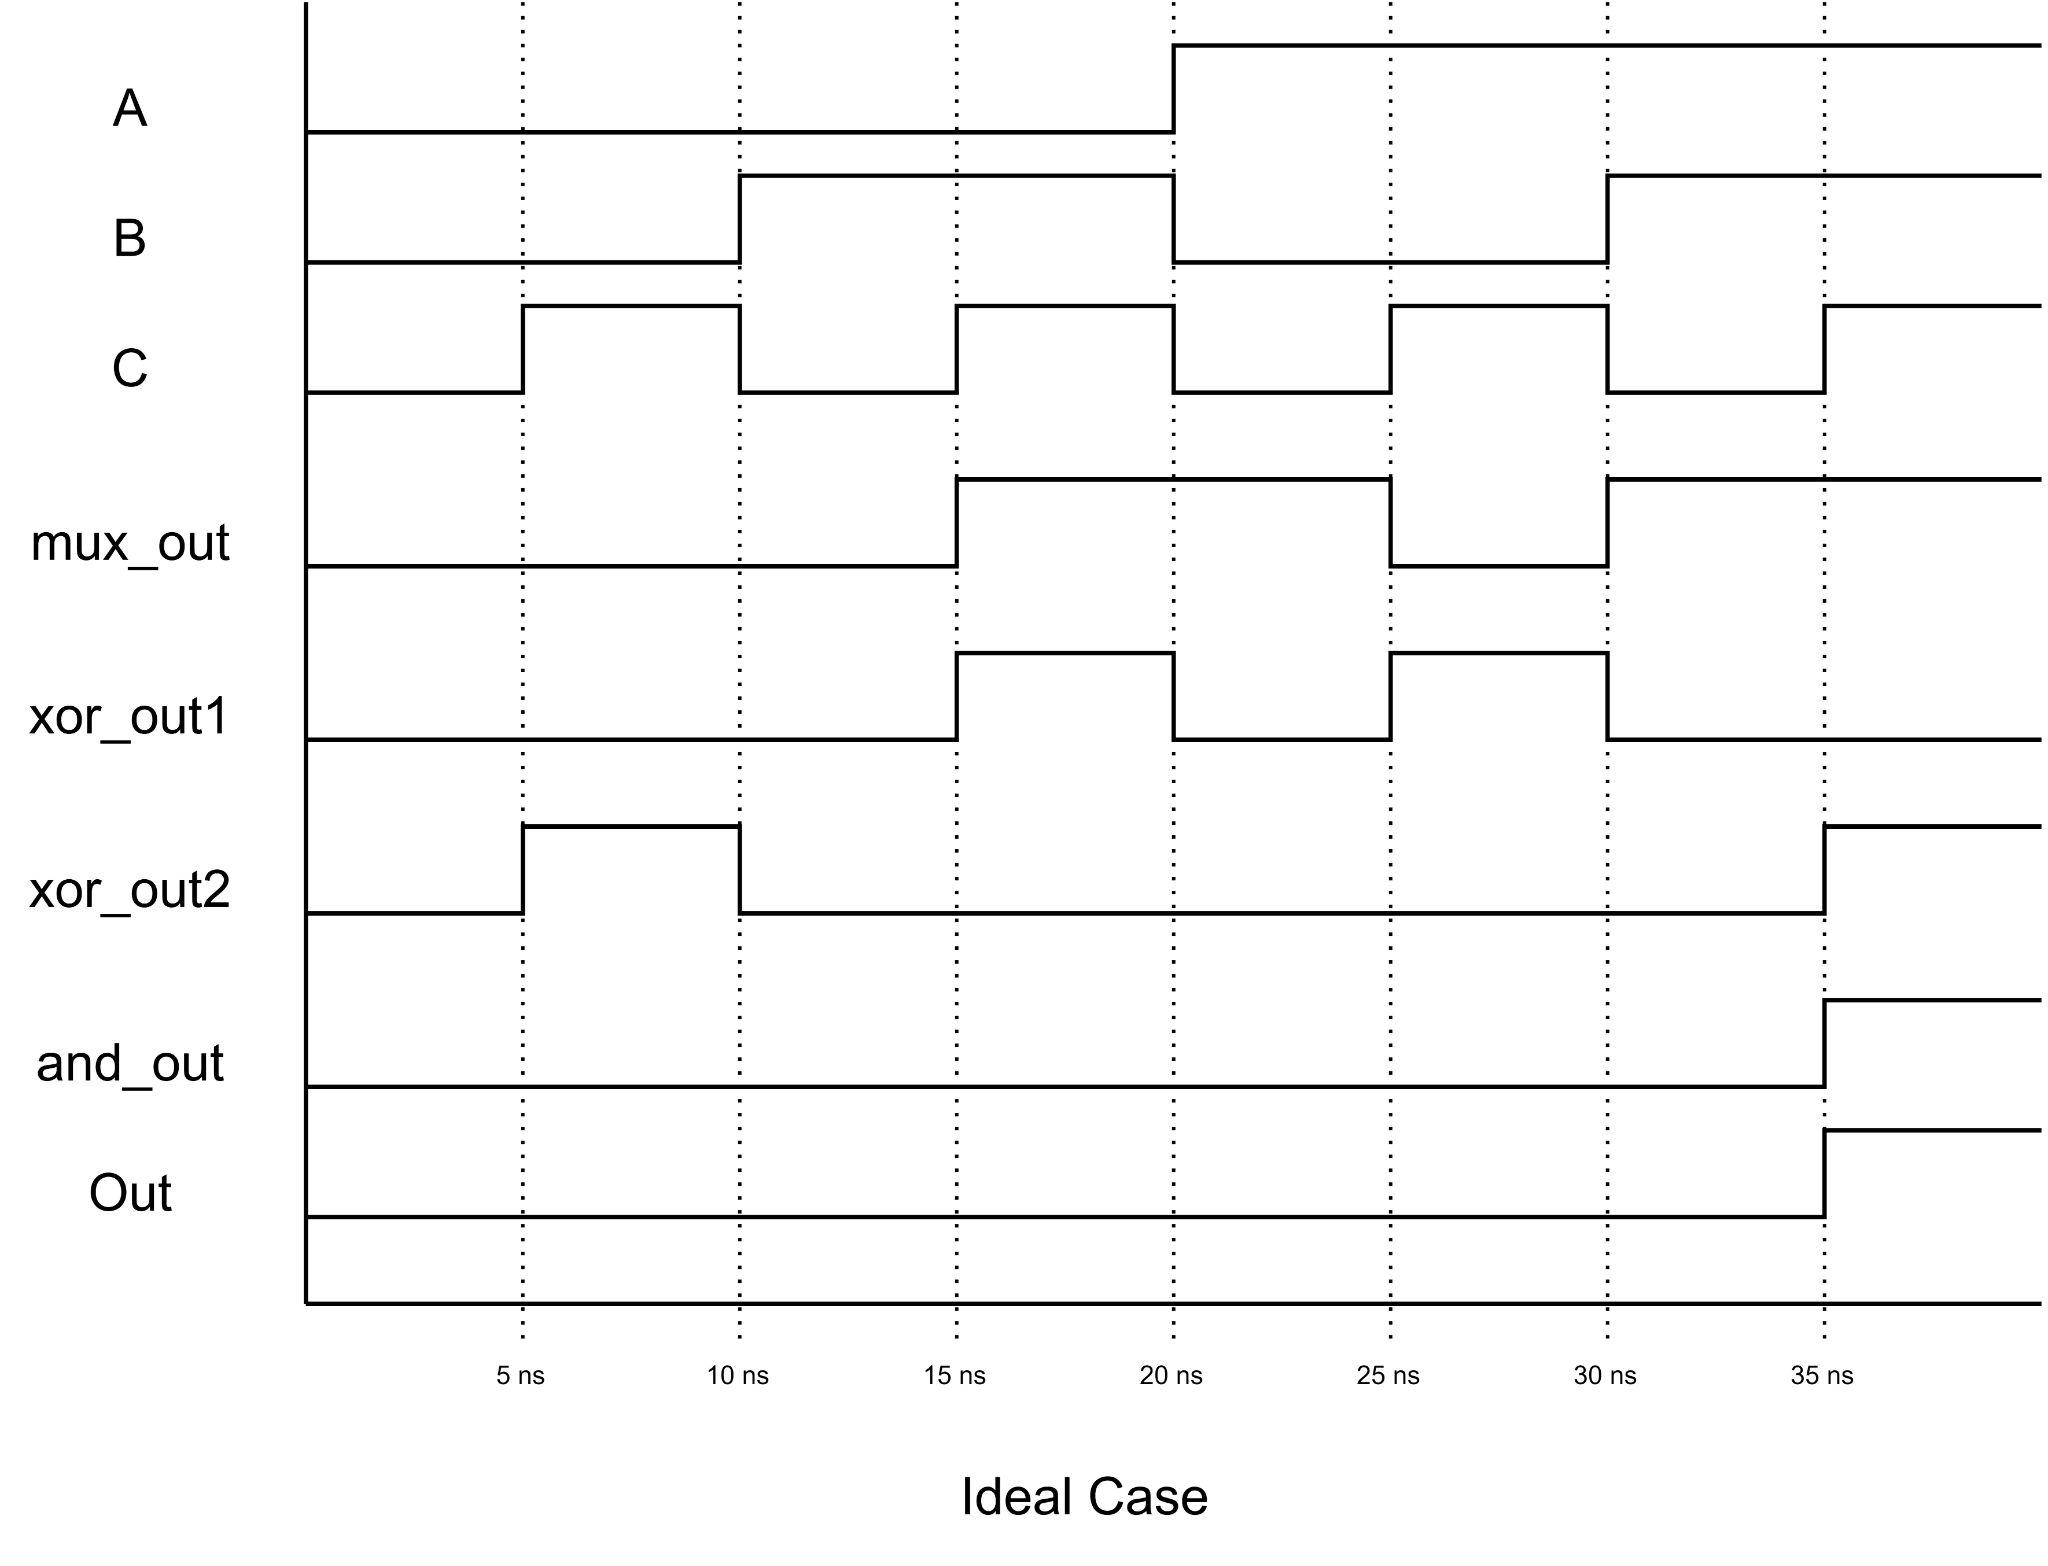 A
B
C
mux_out
xor_out1
xor_out2
and_out
Out
5 ns 10 ns 15 ns 20 ns 25 ns 30 ns 35 ns
Ideal Case